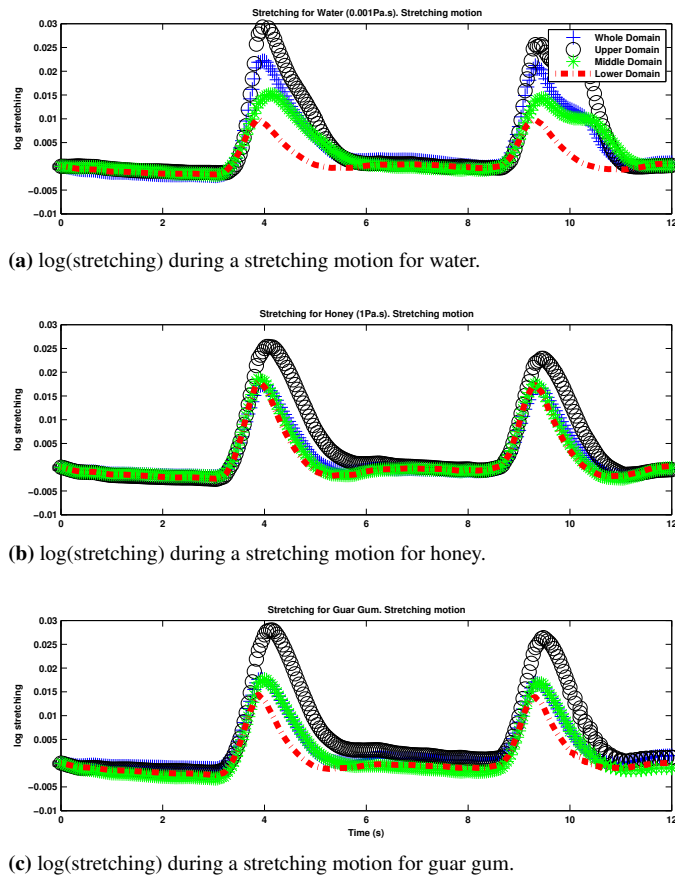 Stretching for Water (0.001Pa.s). Stretching motion
0.03
0.025
0.02
0.015
0.01
0.005
0
−0.005
−0.01
log stretching
0 2 4 6 8 10 12
Whole Domain
Upper Domain
Middle Domain
Lower Domain
(a) log(stretching) during a stretching motion for water.
Stretching for Honey (1Pa.s). Stretching motion
0.03
0.025
0.02
0.015
0.01
0.005
0
−0.005
−0.01
log stretching
0 2 4 6 8 10 12
(b) log(stretching) during a stretching motion for honey.
Stretching for Guar Gum. Stretching motion
0.03
0.025
0.02
0.015
0.01
0.005
0
−0.005
−0.01
log stretching
0 2 4 6 8 10 12
Time (s)
(c) log(stretching) during a stretching motion for guar gum.